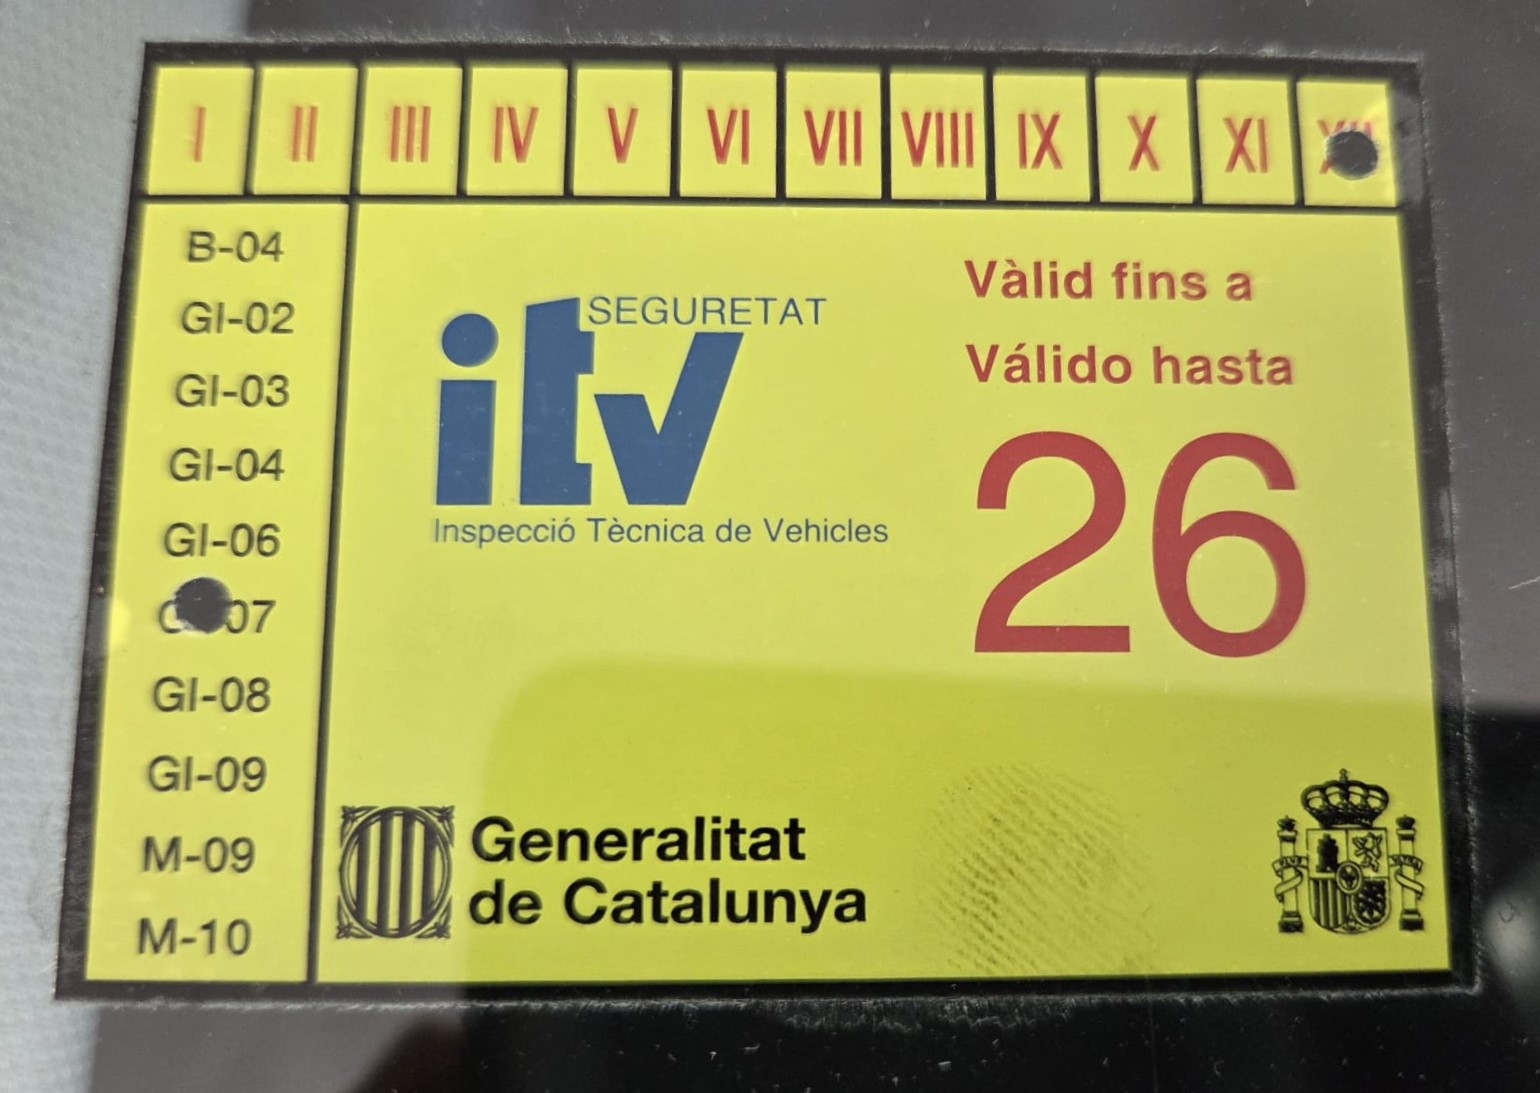 I II III IV V VI VII VIII IX X XI
B-04
GI-02
GI-03
GI-04
GI-06
GI-08
GI-09
M-09
M-10
itv SEGURETAT
Inspecció Tècnica de Vehicles
Vàlid fins a
Válido hasta
26
Generalitat
de Catalunya